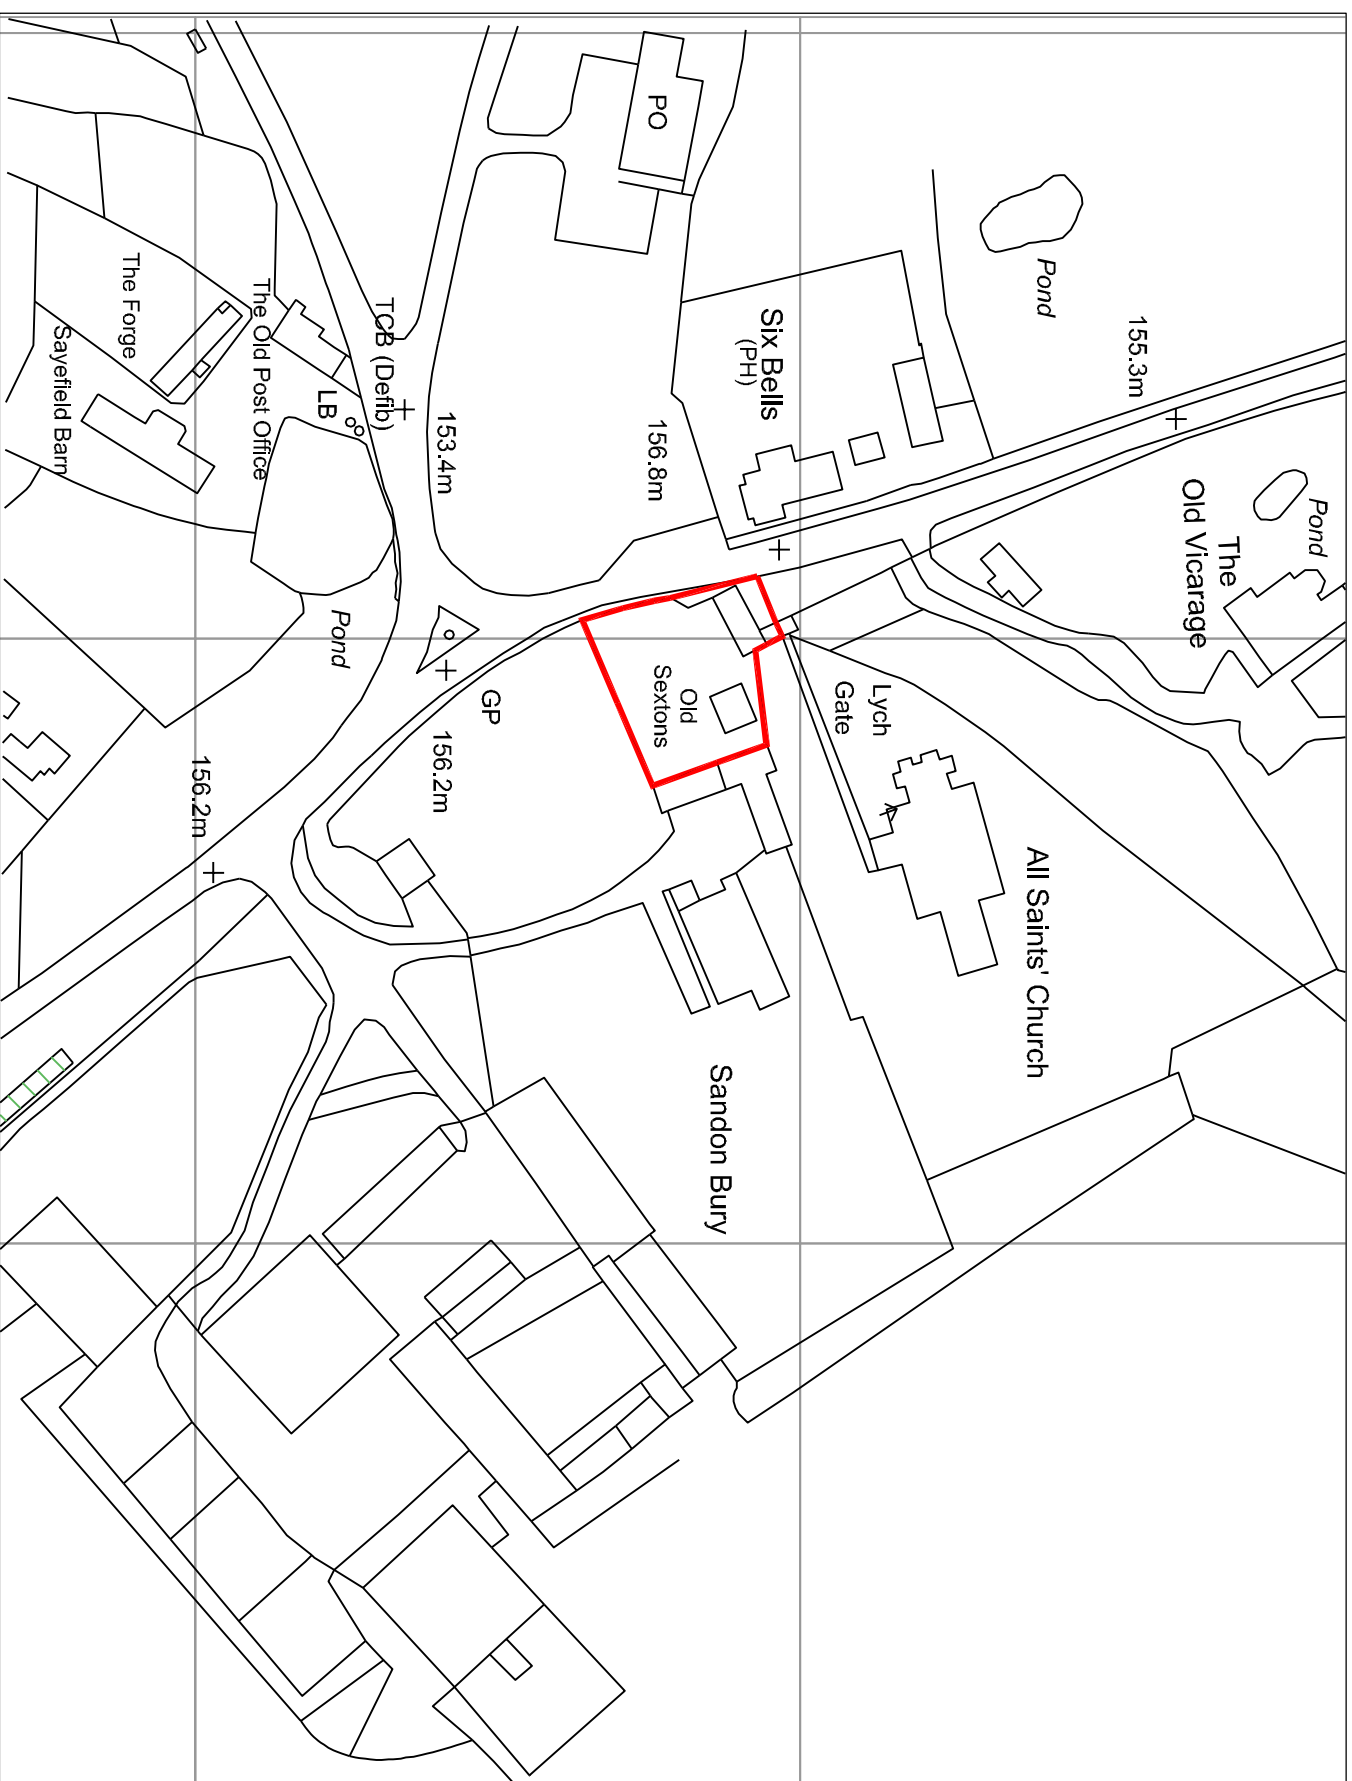 Pond
155.3m
Pond
The
Old Vicarage
PO
Six Bells
(PH)
156.8m
Lych
Gate
All Saints' Church
Old
Sextons
153.4m
TCB (Defib)
LB
The Old Post Office
The Forge
Sayefield Barn
Pond
GP
156.2m
156.2m
Sandon Bury